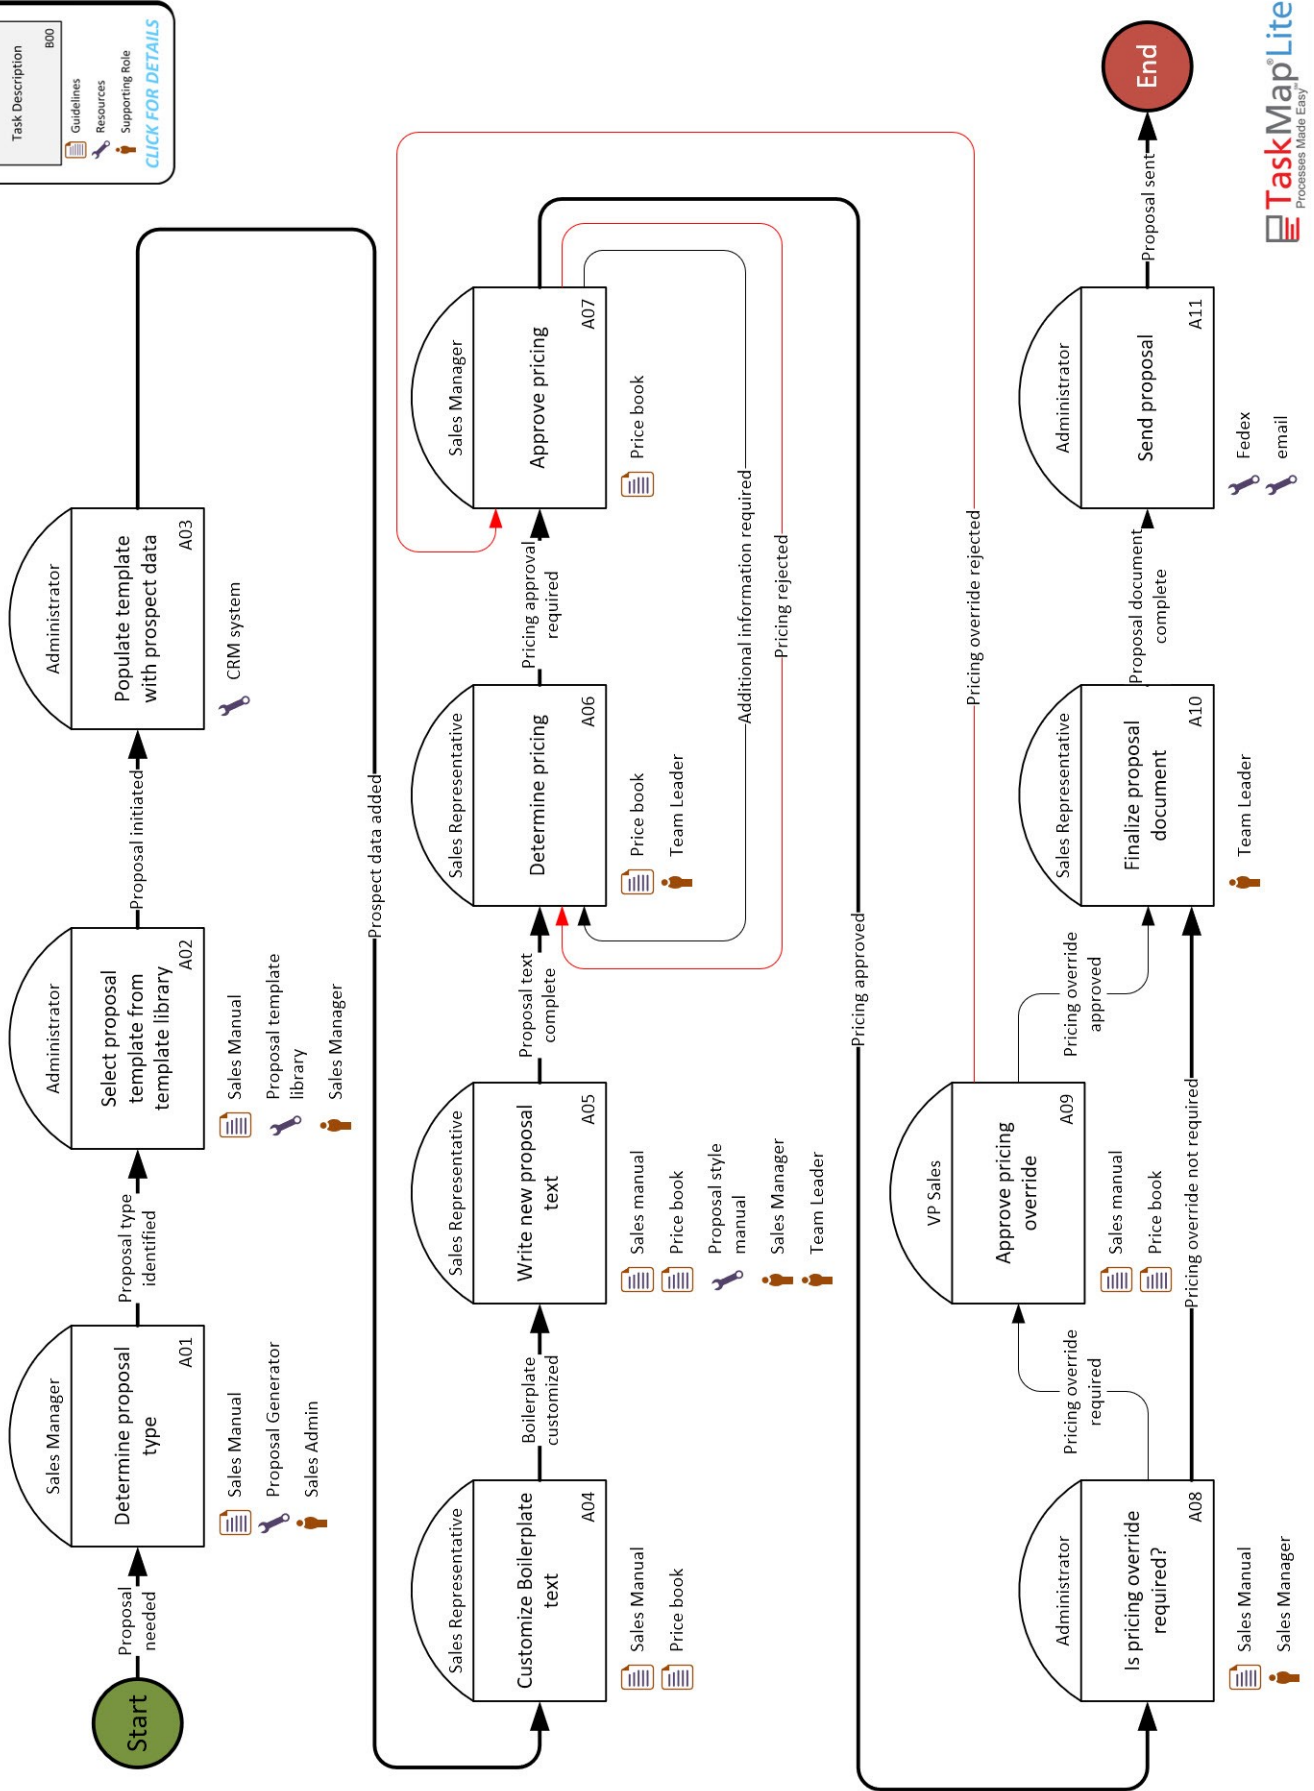 Task Description
B00
Guidelines
Resources
Supporting Role
CLICK FOR DETAILS
Start
Proposal
needed
Sales Manager
Determine proposal
type
A01
Sales Manual
Proposal Generator
Sales Admin
Proposal type
identified
Administrator
Select proposal
template from
template library
A02
Sales Manual
Proposal template
library
Sales Manager
Proposal initiated
Administrator
Populate template
with prospect data
A03
CRM system
Prospect data added
Sales Representative
Customize Boilerplate
text
A04
Sales Manual
Price book
Boilerplate
customized
Sales Representative
Write new proposal
text
A05
Sales manual
Price book
Proposal style
manual
Sales Manager
Team Leader
Proposal text
complete
Sales Representative
Determine pricing
A06
Price book
Team Leader
Pricing approval
required
Sales Manager
Approve pricing
A07
Price book
Additional information required
Pricing rejected
Pricing approved
Administrator
Is pricing override
required?
A08
Sales Manual
Sales Manager
Pricing override
required
VP Sales
Approve pricing
override
A09
Sales manual
Price book
Pricing override rejected
Pricing override
approved
Pricing override not required
Sales Representative
Finalize proposal
document
A10
Team Leader
Proposal document
complete
Administrator
Send proposal
A11
Fedex
email
Proposal sent
End
TaskMap®Lite
Processes Made Easy℠